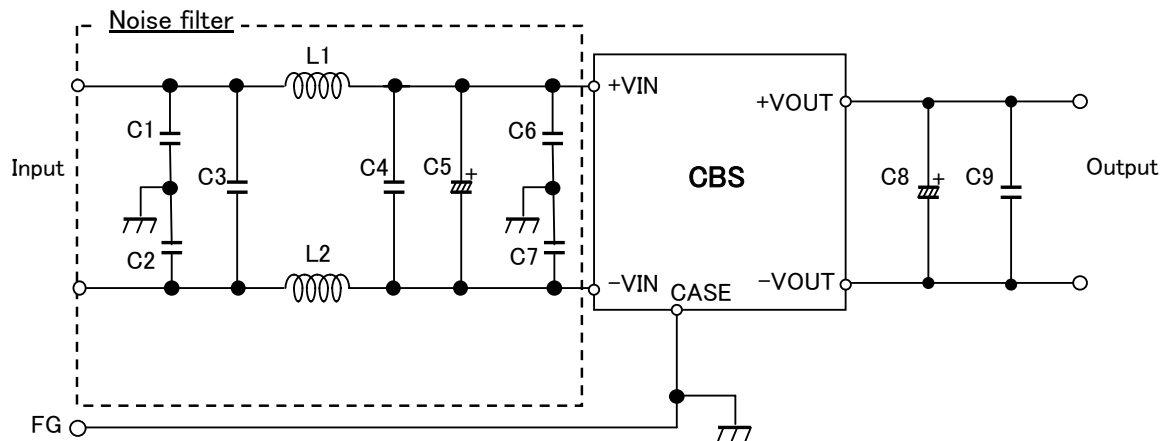 Noise filter
L1
+VIN
+VOUT
C1
C6
Input
C3
C4
C5
+
CBS
C8
+
C9
Output
C2
L2
C7
-VIN
CASE
-VOUT
FG